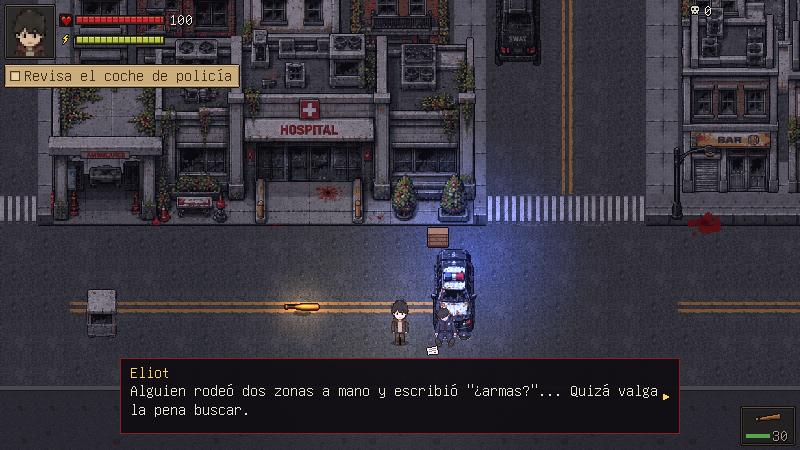 100
0
Revisa el coche de policía
SWAT
HOSPITAL
AMBULANCE
BAR
Eliot
Alguien rodeó dos zonas a mano y escribió "¿armas?"... Quizá valga
la pena buscar.
30